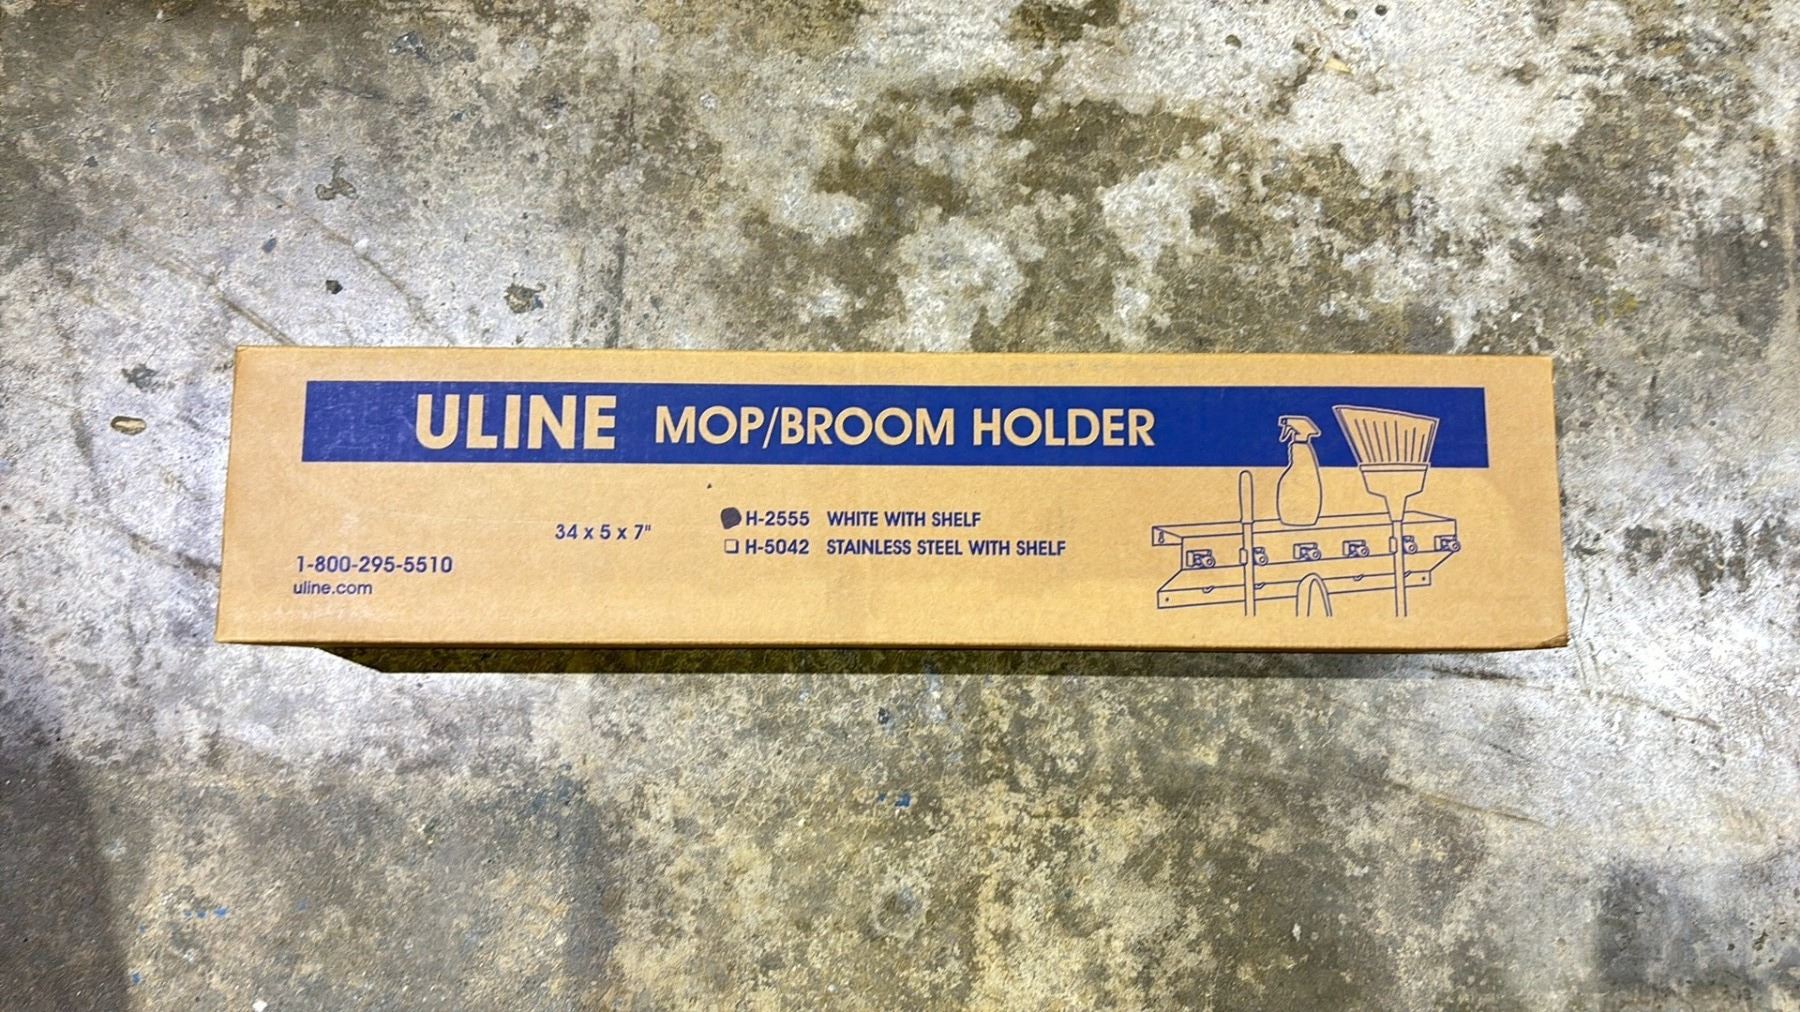 ULINE MOP/BROOM HOLDER
34 x 5 x 7"
H-2555 WHITE WITH SHELF
H-5042 STAINLESS STEEL WITH SHELF
1-800-295-5510
uline.com